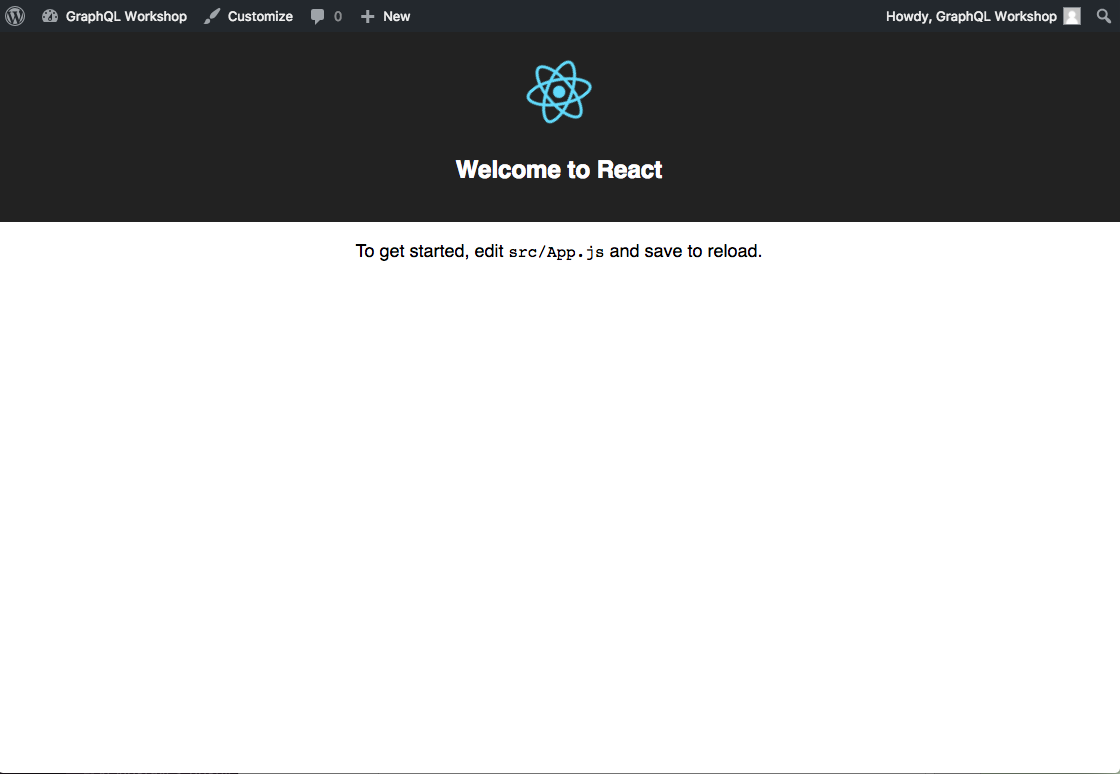 GraphQL Workshop Customize 0 New Howdy, GraphQL Workshop
Welcome to React
To get started, edit src/App.js and save to reload.